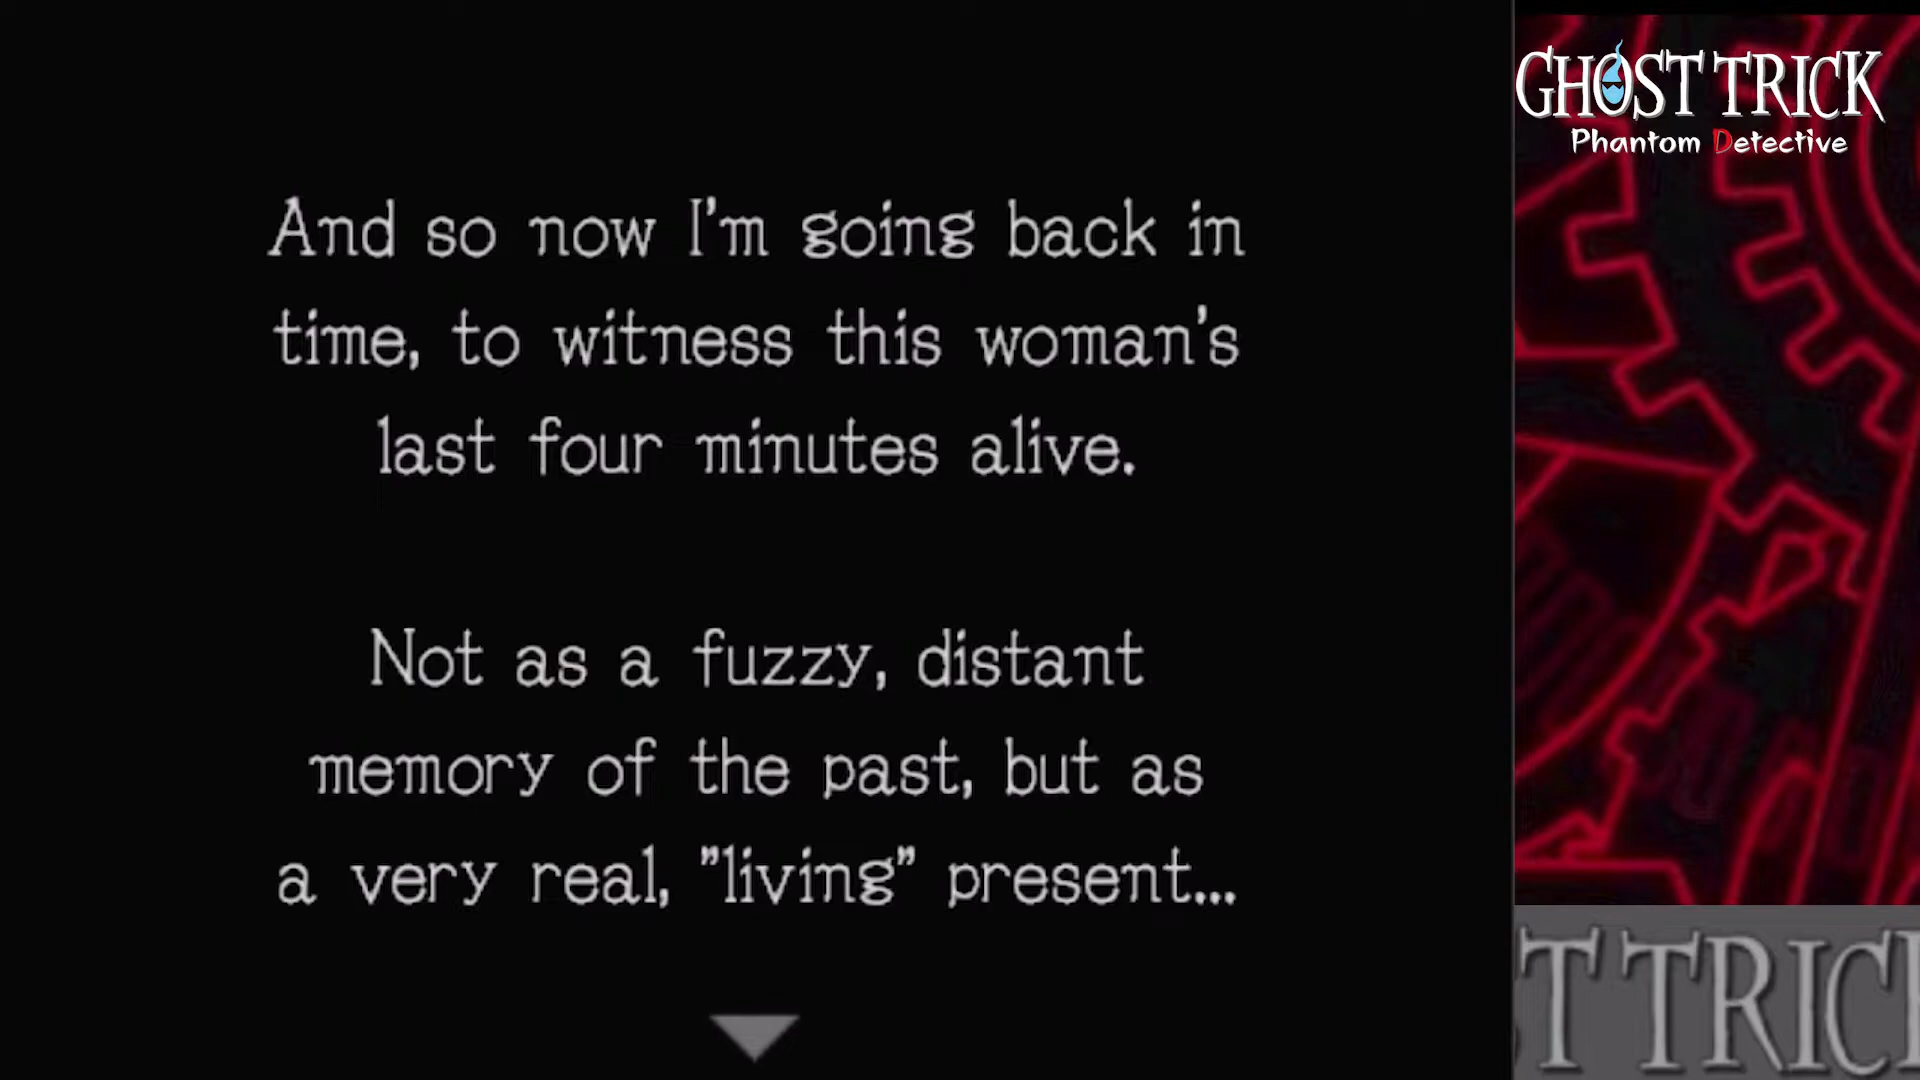 And so now I'm going back in
time, to witness this woman's
last four minutes alive.
Not as a fuzzy, distant
memory of the past, but as
a very real, "living" present...
GHOST TRICK
Phantom Detective
T TRICK